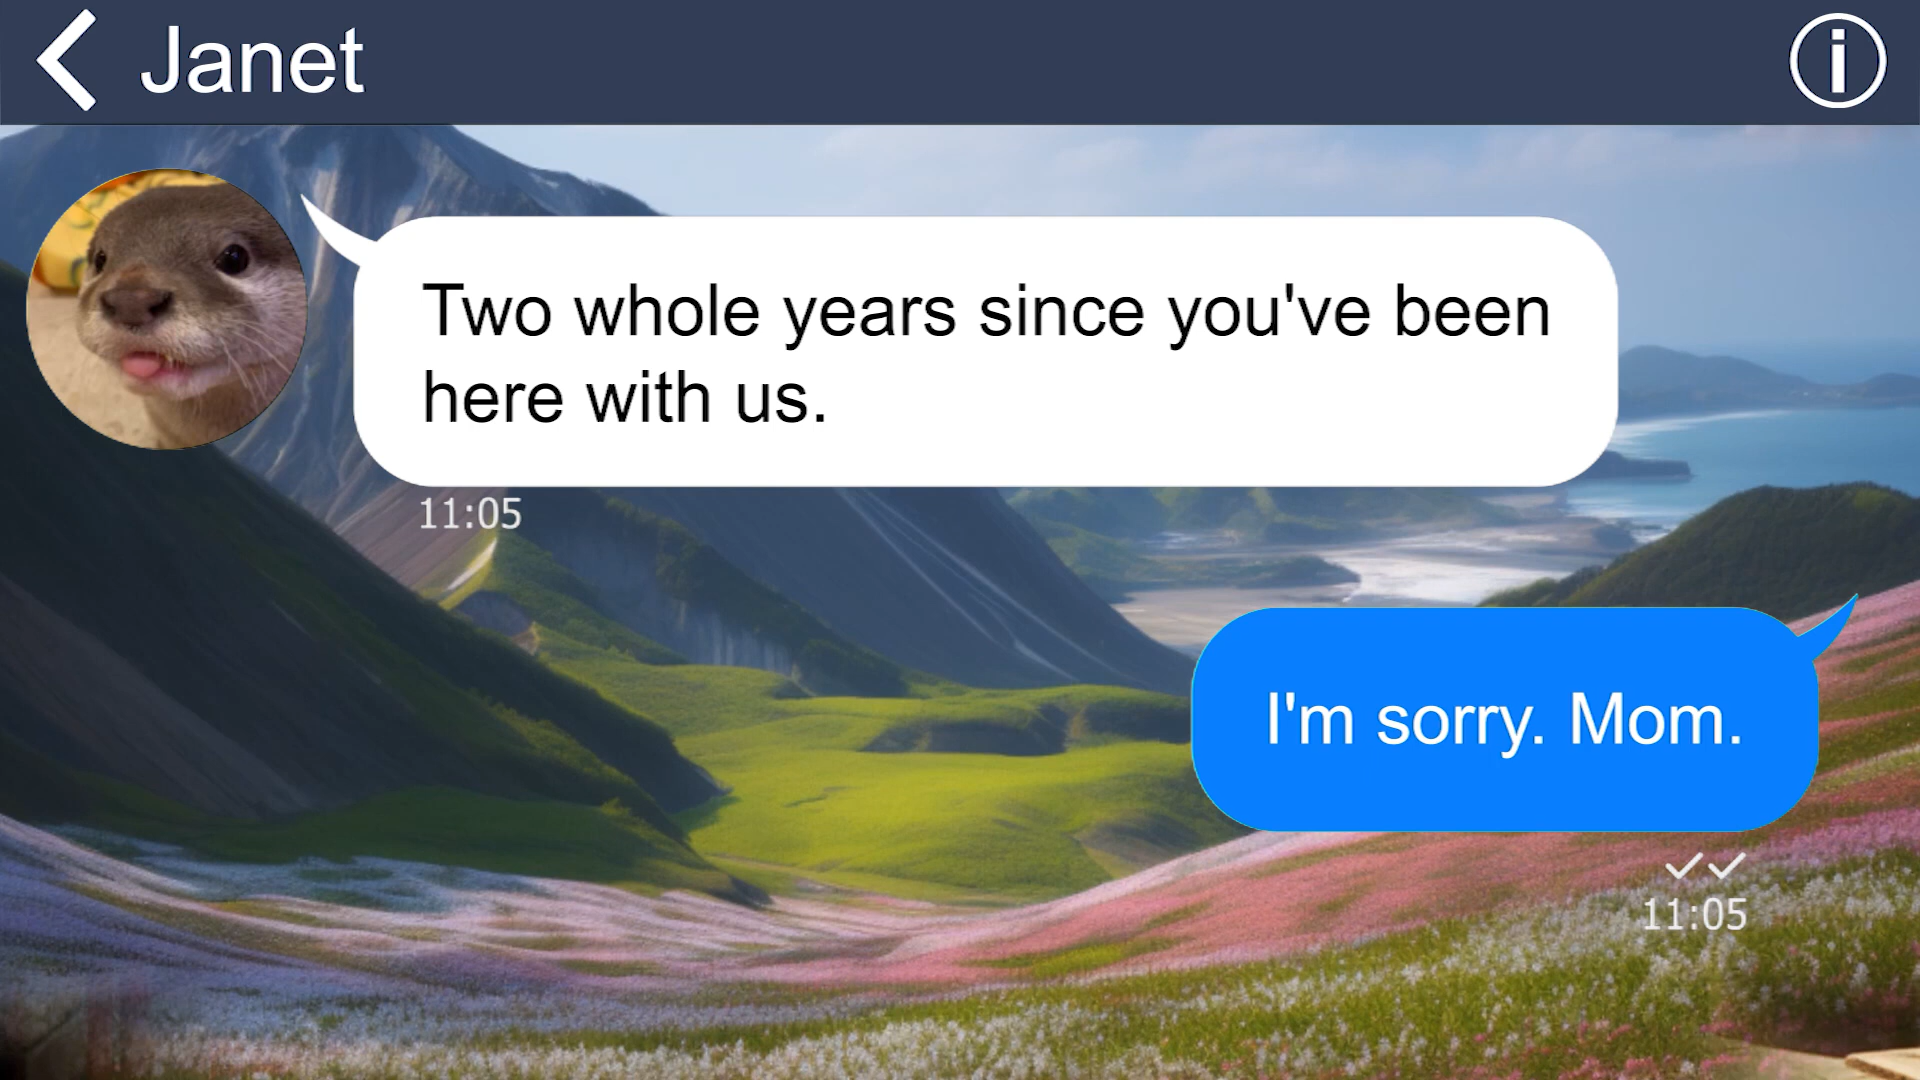 Janet
Two whole years since you've been
here with us.
11:05
I'm sorry. Mom.
11:05